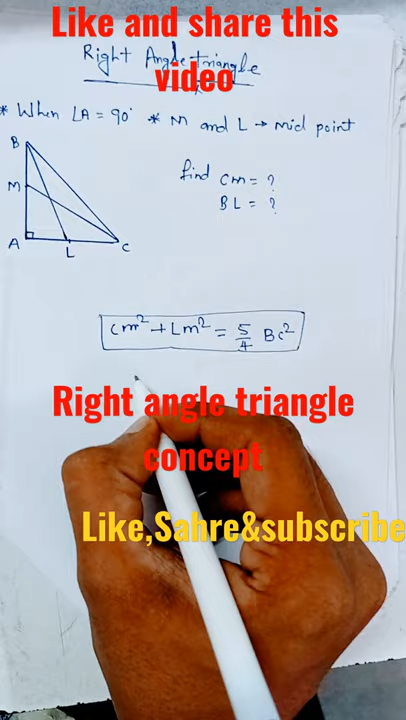 Like and share this
video
Right Angle triangle
* When LA = 90° * M and L → mid point
B
M
A
L
C
find CM = ?
BL = ?
Cm² + Lm² = 5/4 Bc²
Right angle triangle
concept
Like,Sahre&subscribe